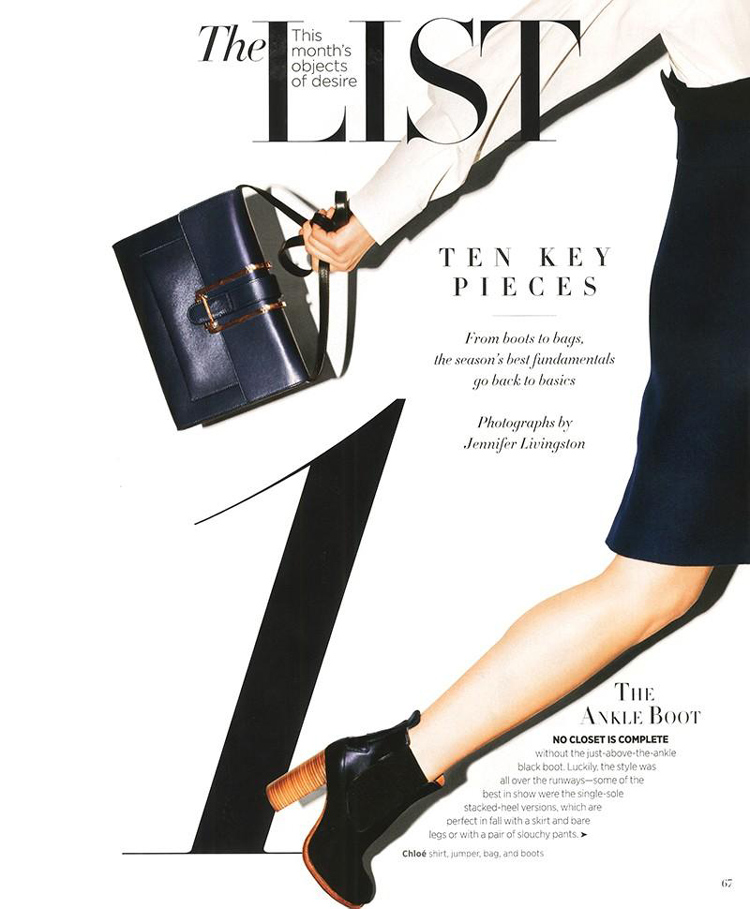 The LIST
This
month's
objects
of desire
TEN KEY
PIECES
From boots to bags,
the season's best fundamentals
go back to basics
Photographs by
Jennifer Livingston
1
THE
ANKLE BOOT
NO CLOSET IS COMPLETE
without the just-above-the-ankle
black boot. Luckily, the style was
all over the runways—some of the
best in show were the single-sole
stacked-heel versions, which are
perfect in fall with a skirt and bare
legs or with a pair of slouchy pants. ➤
Chloé shirt, jumper, bag, and boots
67